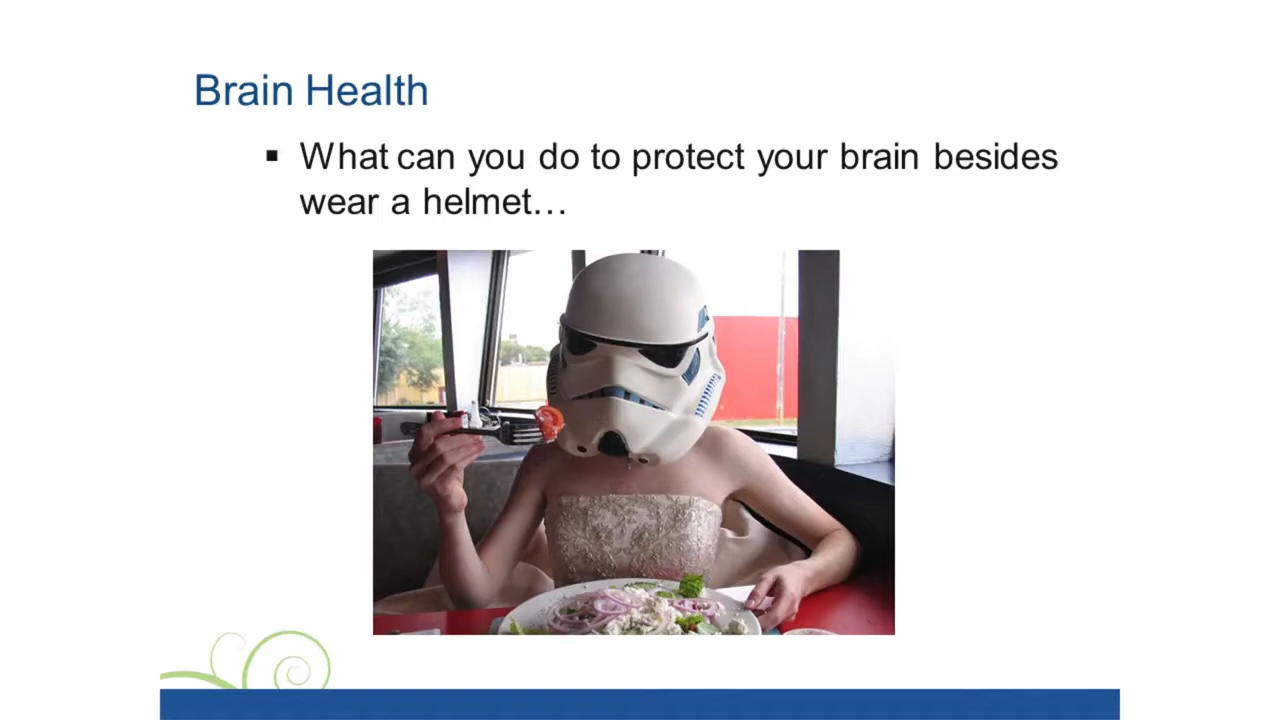 Brain Health
▪ What can you do to protect your brain besides
wear a helmet…